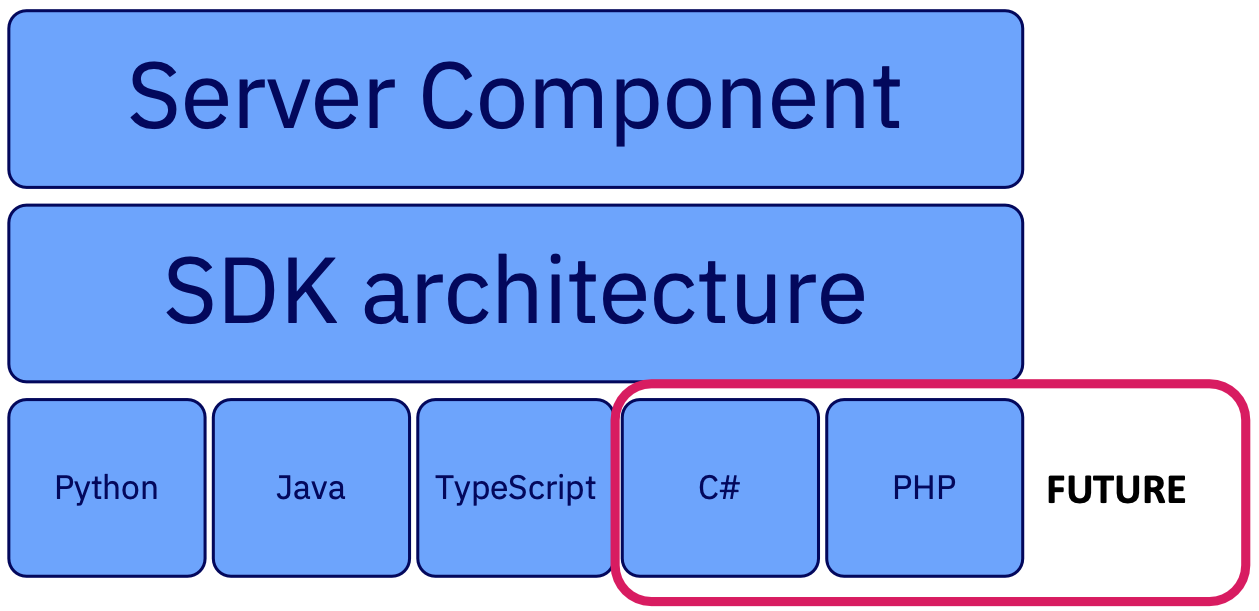 Server Component
SDK architecture
Python
Java
TypeScript
C#
PHP
FUTURE